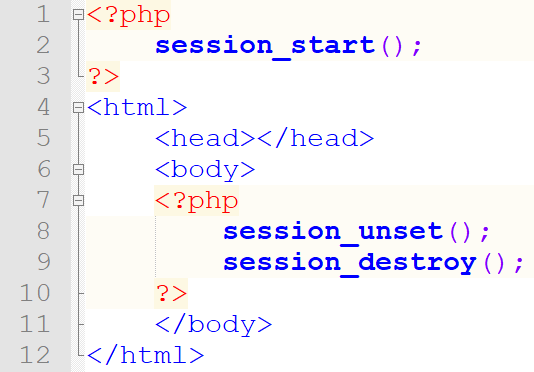 1 <?php
2 session_start();
3 ?>
4 <html>
5 <head></head>
6 <body>
7 <?php
8 session_unset();
9 session_destroy();
10 ?>
11 </body>
12 </html>